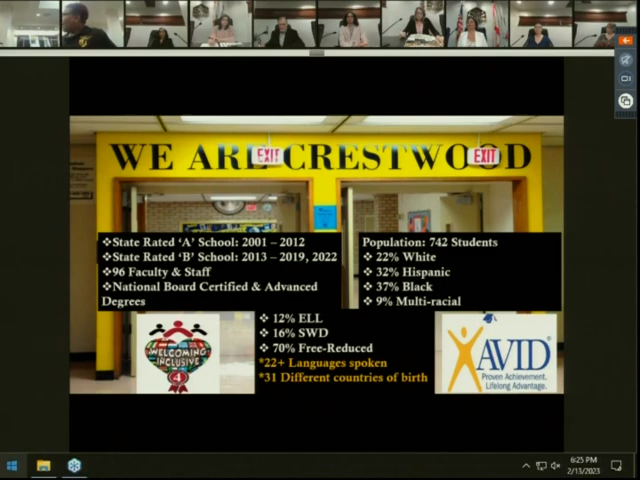 WE ARE CRESTWOOD
EXIT
EXIT
❖State Rated ‘A’ School: 2001 – 2012
❖State Rated ‘B’ School: 2013 – 2019, 2022
❖96 Faculty & Staff
❖National Board Certified & Advanced
Degrees
Population: 742 Students
❖ 22% White
❖ 32% Hispanic
❖ 37% Black
❖ 9% Multi-racial
❖ 12% ELL
❖ 16% SWD
❖ 70% Free-Reduced
*22+ Languages spoken
*31 Different countries of birth
WELCOMING
INCLUSIVE
4
AVID®
Proven Achievement.
Lifelong Advantage.
6:25 PM
2/13/2023